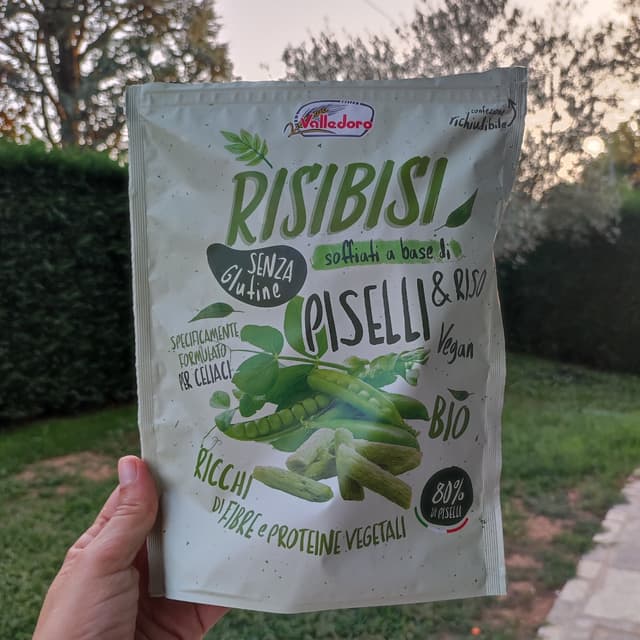 Valledoro
confezione
richiudibile
RISIBISI
soffiati a base di
SENZA
Glutine
PISELLI & RISO
SPECIFICAMENTE
FORMULATO
PER CELIACI
Vegan
BIO
RICCHI
DI FIBRE e PROTEINE VEGETALI
80%
DI PISELLI